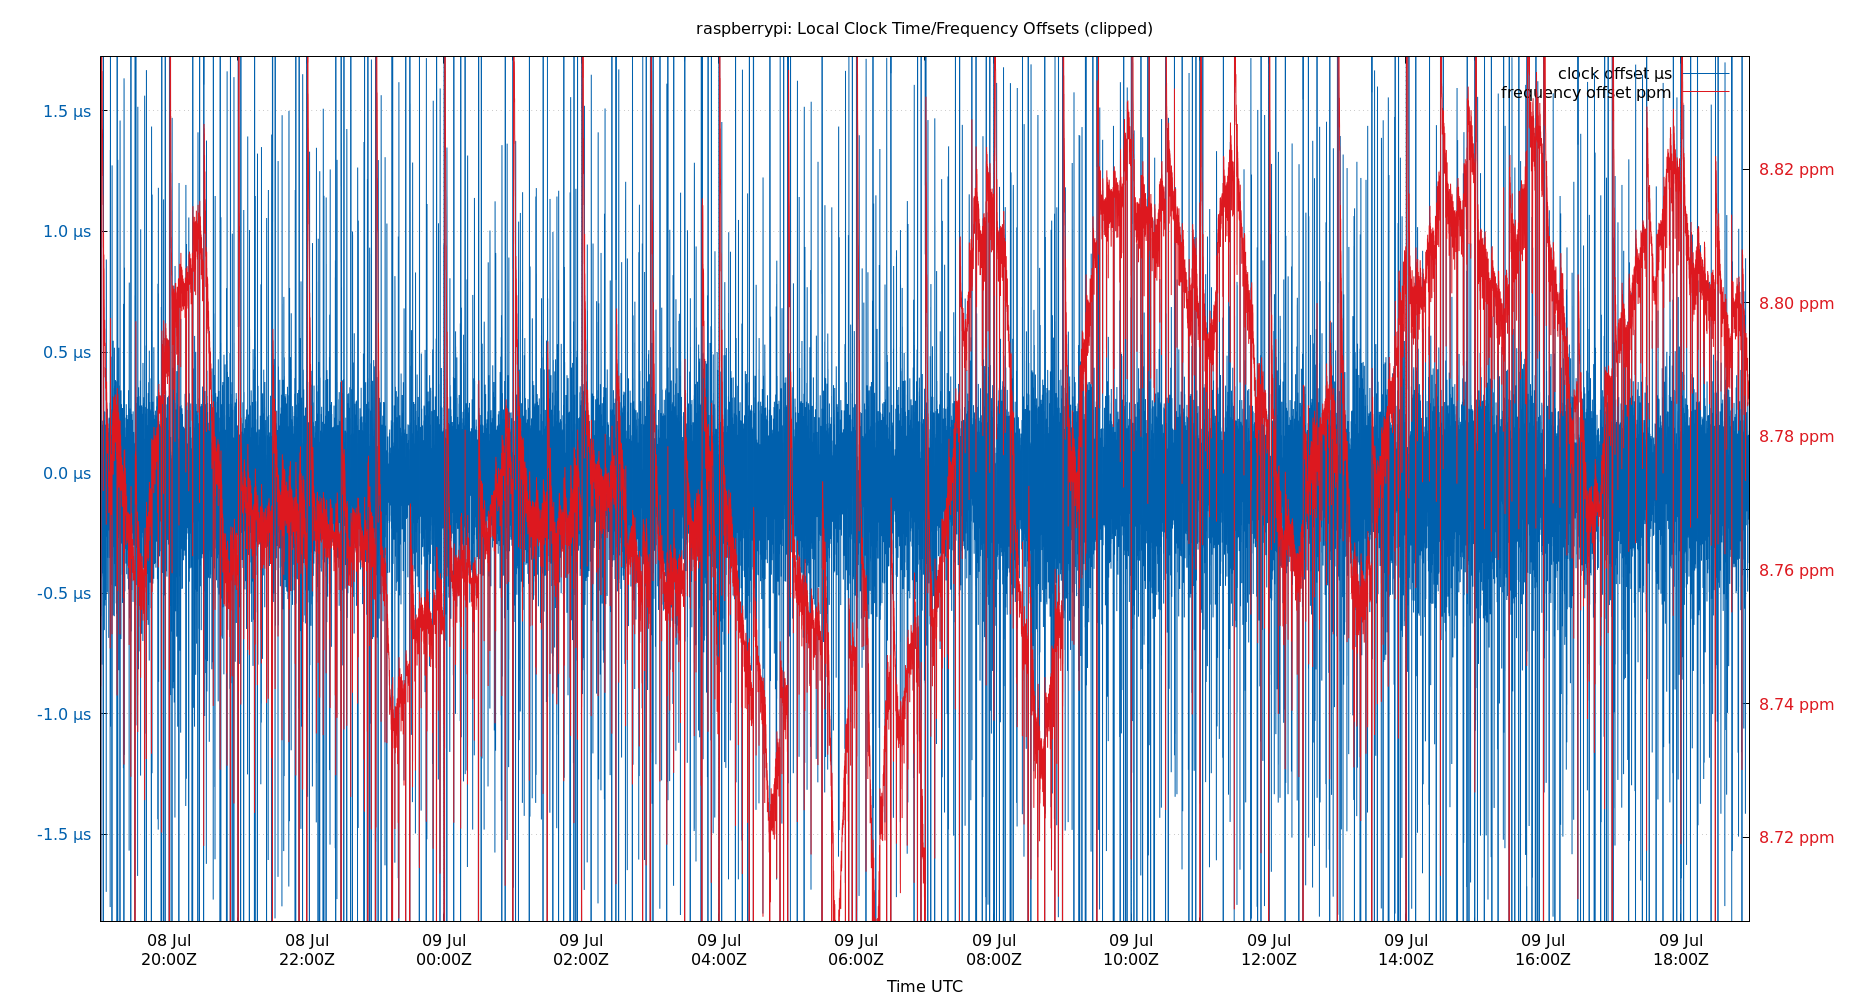 raspberrypi: Local Clock Time/Frequency Offsets (clipped)
clock offset µs
frequency offset ppm
1.5 µs
1.0 µs
0.5 µs
0.0 µs
-0.5 µs
-1.0 µs
-1.5 µs
8.82 ppm
8.80 ppm
8.78 ppm
8.76 ppm
8.74 ppm
8.72 ppm
08 Jul 08 Jul 09 Jul 09 Jul 09 Jul 09 Jul 09 Jul 09 Jul 09 Jul 09 Jul 09 Jul 09 Jul
20:00Z 22:00Z 00:00Z 02:00Z 04:00Z 06:00Z 08:00Z 10:00Z 12:00Z 14:00Z 16:00Z 18:00Z
Time UTC